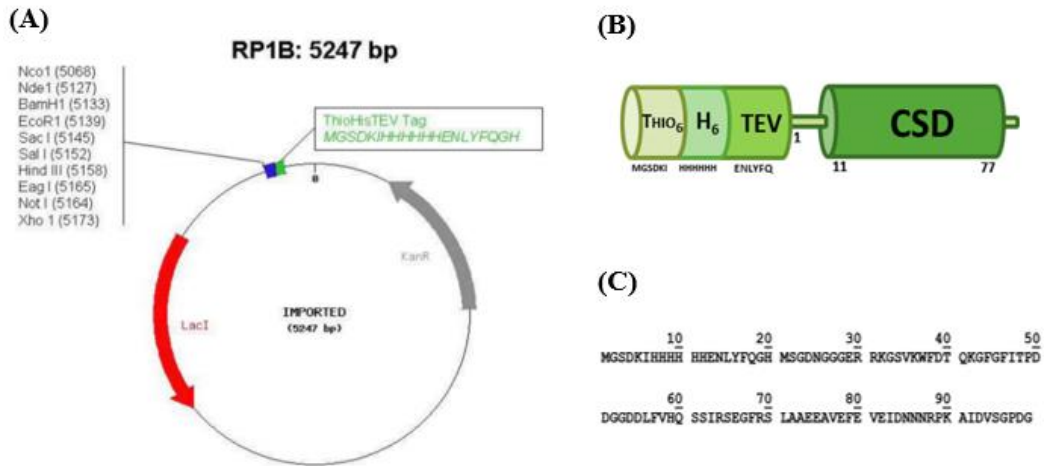 (A)
RP1B: 5247 bp
Nco1 (5068)
Nde1 (5127)
BamH1 (5133)
EcoR1 (5139)
Sac I (5145)
Sal I (5152)
Hind III (5158)
Eag I (5165)
Not I (5164)
Xho 1 (5173)
ThioHisTEV Tag:
MGSDKIHHHHHHENLYFQGH
0
KanR
LacI
IMPORTED
(5247 bp)
(B)
THIO6 H6 TEV
1
CSD
MGSDKI HHHHHH ENLYFQ
11 77
(C)
10 20 30 40 50
MGSDKIHHHH HHENLYFQGH MSGDNGGGER RKGSVKWFDT QKGFGFITPD
60 70 80 90
DGGDDLFVHQ SSIRSEGFRS LAAEEAVEFE VEIDNNNRPK AIDVSGPDG